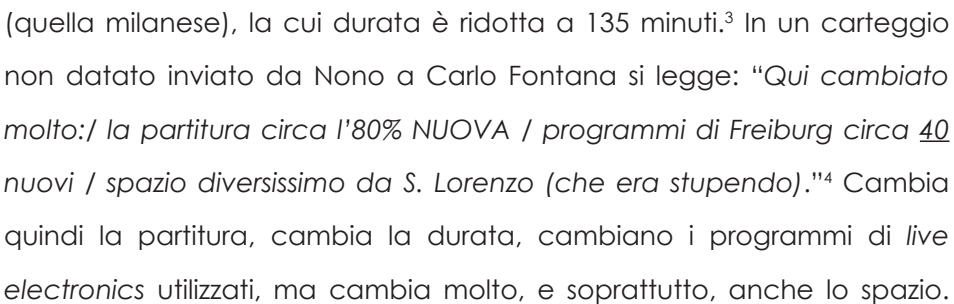 (quella milanese), la cui durata è ridotta a 135 minuti.³ In un carteggio
non datato inviato da Nono a Carlo Fontana si legge: “Qui cambiato
molto:/ la partitura circa l’80% NUOVA / programmi di Freiburg circa 40
nuovi / spazio diversissimo da S. Lorenzo (che era stupendo).”⁴ Cambia
quindi la partitura, cambia la durata, cambiano i programmi di live
electronics utilizzati, ma cambia molto, e soprattutto, anche lo spazio.